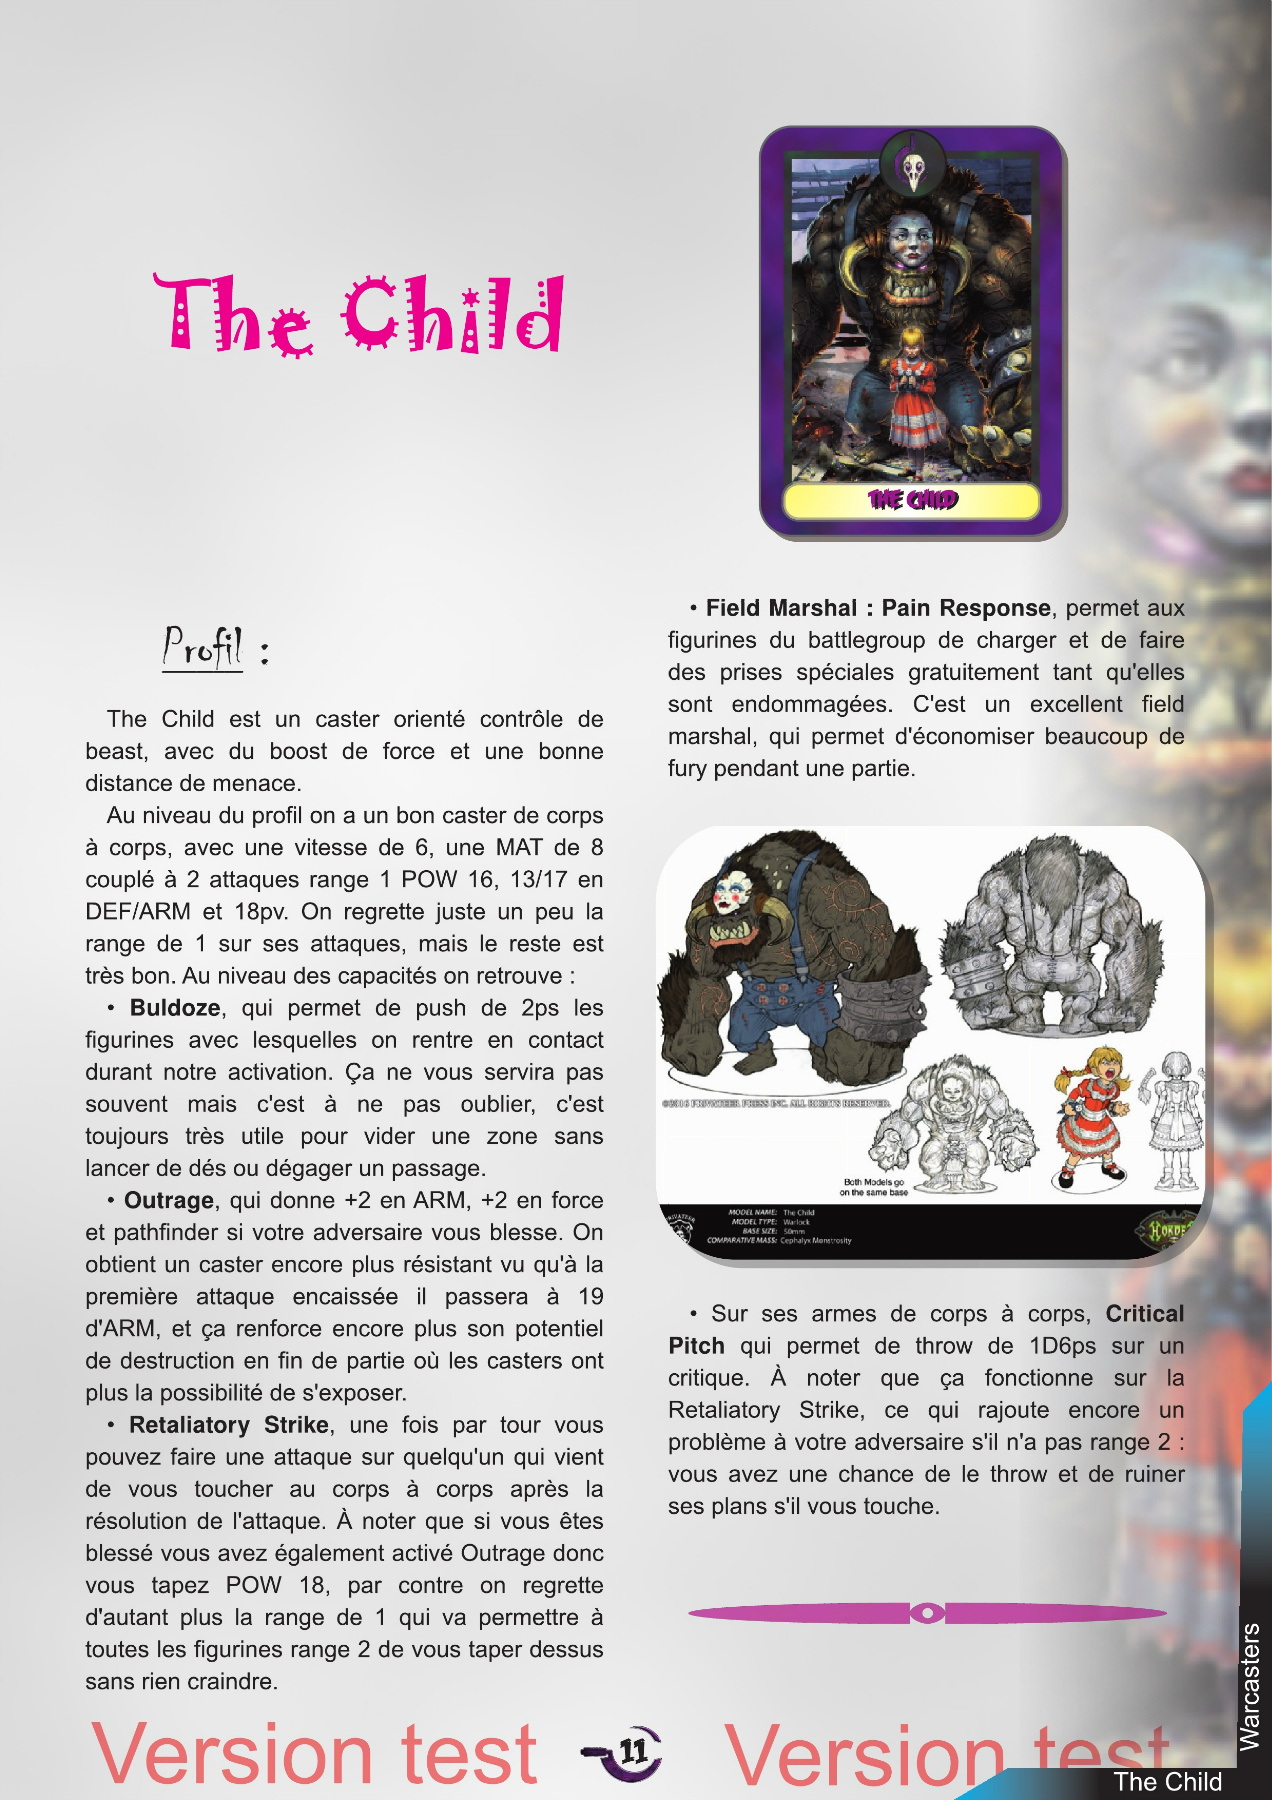 The Child
THE CHILD
Profil :
The Child est un caster orienté contrôle de
beast, avec du boost de force et une bonne
distance de menace.
Au niveau du profil on a un bon caster de corps
à corps, avec une vitesse de 6, une MAT de 8
couplé à 2 attaques range 1 POW 16, 13/17 en
DEF/ARM et 18pv. On regrette juste un peu la
range de 1 sur ses attaques, mais le reste est
très bon. Au niveau des capacités on retrouve :
• Buldoze, qui permet de push de 2ps les
figurines avec lesquelles on rentre en contact
durant notre activation. Ça ne vous servira pas
souvent mais c'est à ne pas oublier, c'est
toujours très utile pour vider une zone sans
lancer de dés ou dégager un passage.
• Outrage, qui donne +2 en ARM, +2 en force
et pathfinder si votre adversaire vous blesse. On
obtient un caster encore plus résistant vu qu'à la
première attaque encaissée il passera à 19
d'ARM, et ça renforce encore plus son potentiel
de destruction en fin de partie où les casters ont
plus la possibilité de s'exposer.
• Retaliatory Strike, une fois par tour vous
pouvez faire une attaque sur quelqu'un qui vient
de vous toucher au corps à corps après la
résolution de l'attaque. À noter que si vous êtes
blessé vous avez également activé Outrage donc
vous tapez POW 18, par contre on regrette
d'autant plus la range de 1 qui va permettre à
toutes les figurines range 2 de vous taper dessus
sans rien craindre.
• Field Marshal : Pain Response, permet aux
figurines du battlegroup de charger et de faire
des prises spéciales gratuitement tant qu'elles
sont endommagées. C'est un excellent field
marshal, qui permet d'économiser beaucoup de
fury pendant une partie.
©2016 PRIVATEER PRESS INC. ALL RIGHTS RESERVED.
Both Models go
on the same base
MODEL NAME: The Child
MODEL TYPE: Warlock
BASE SIZE: 50mm
COMPARATIVE MASS: Cephalyx Monstrosity
HORDES
• Sur ses armes de corps à corps, Critical
Pitch qui permet de throw de 1D6ps sur un
critique. À noter que ça fonctionne sur la
Retaliatory Strike, ce qui rajoute encore un
problème à votre adversaire s'il n'a pas range 2 :
vous avez une chance de le throw et de ruiner
ses plans s'il vous touche.
Warcasters
Version test
11
Version test
The Child